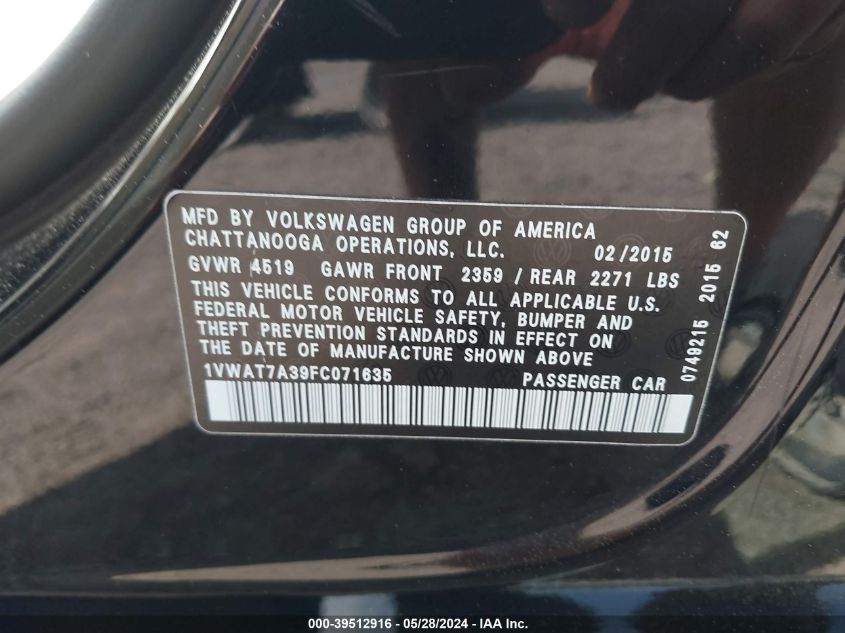 MFD BY VOLKSWAGEN GROUP OF AMERICA
CHATTANOOGA OPERATIONS, LLC. 02/2015
GVWR 4519 GAWR FRONT 2359 / REAR 2271 LBS
THIS VEHICLE CONFORMS TO ALL APPLICABLE U.S.
FEDERAL MOTOR VEHICLE SAFETY, BUMPER AND
THEFT PREVENTION STANDARDS IN EFFECT ON
THE DATE OF MANUFACTURE SHOWN ABOVE
1VWAT7A39FC071635 PASSENGER CAR
0749215 2015 62
000-39512916 - 05/28/2024 - IAA Inc.